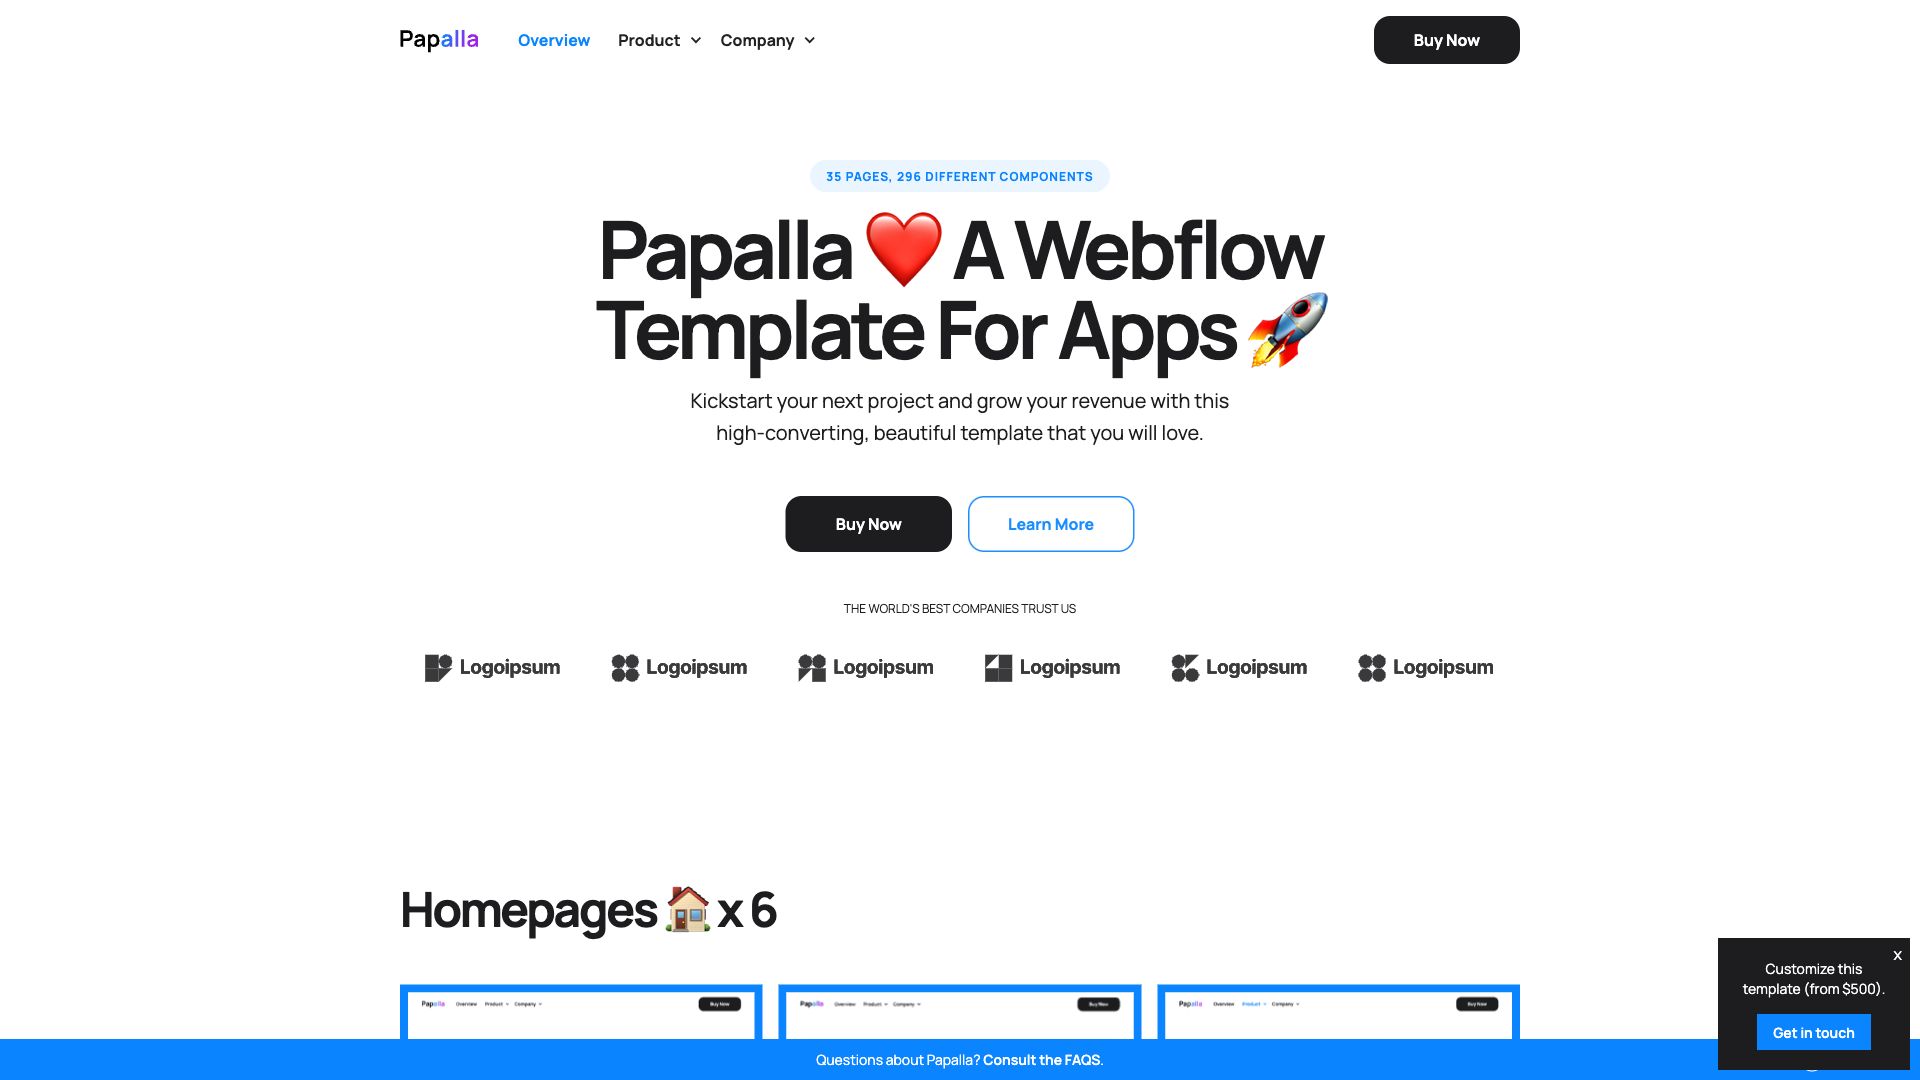 Papalla Overview Product Company Buy Now
35 PAGES, 296 DIFFERENT COMPONENTS
Papalla ❤️ A Webflow
Template For Apps 🚀
Kickstart your next project and grow your revenue with this
high-converting, beautiful template that you will love.
Buy Now Learn More
THE WORLD'S BEST COMPANIES TRUST US
Logoipsum Logoipsum Logoipsum Logoipsum Logoipsum Logoipsum
Homepages 🏠 x 6
Papalla Overview Product Company Buy Now
Papalla Overview Product Company Buy Now
Papalla Overview Product Company Buy Now
Questions about Papalla? Consult the FAQS.
x
Customize this
template (from $500).
Get in touch